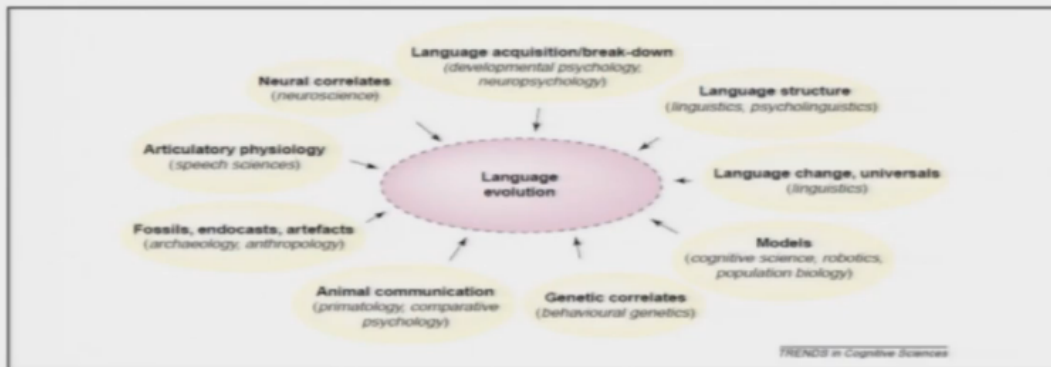 Language acquisition/break-down
(developmental psychology,
neuropsychology)
Neural correlates
(neuroscience)
Language structure
(linguistics, psycholinguistics)
Articulatory physiology
(speech sciences)
Language
evolution
Language change, universals
(linguistics)
Fossils, endocasts, artefacts
(archaeology, anthropology)
Models
(cognitive science, robotics,
population biology)
Animal communication
(primatology, comparative
psychology)
Genetic correlates
(behavioural genetics)
TRENDS in Cognitive Sciences